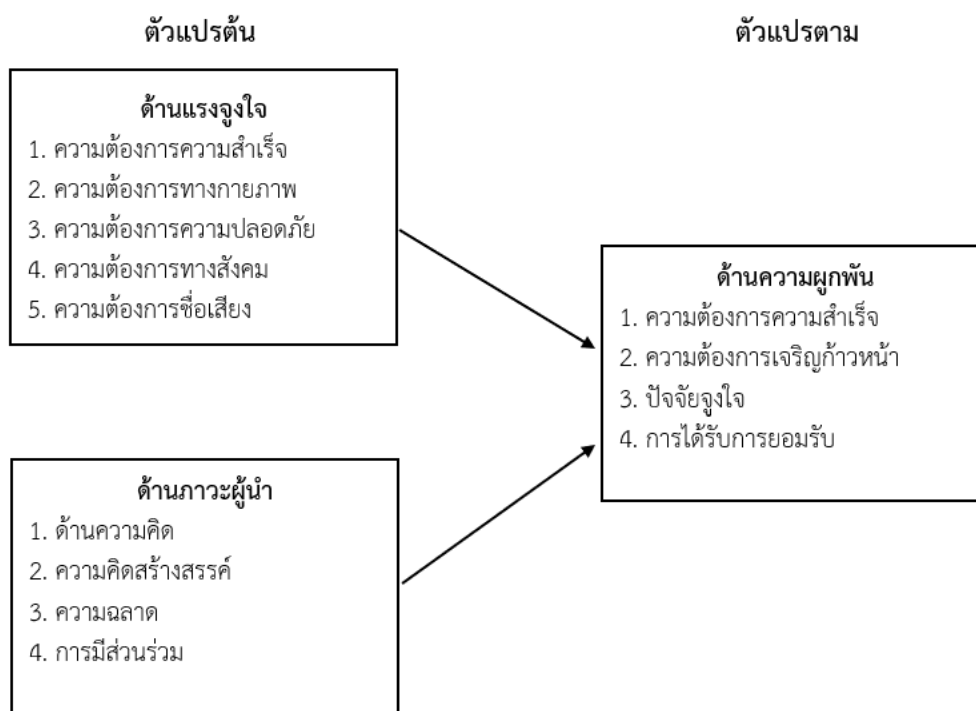 ตัวแปรต้น
ตัวแปรตาม
ด้านแรงจูงใจ
1. ความต้องการความสำเร็จ
2. ความต้องการทางกายภาพ
3. ความต้องการความปลอดภัย
4. ความต้องการทางสังคม
5. ความต้องการชื่อเสียง
ด้านความผูกพัน
1. ความต้องการความสำเร็จ
2. ความต้องการเจริญก้าวหน้า
3. ปัจจัยจูงใจ
4. การได้รับการยอมรับ
ด้านภาวะผู้นำ
1. ด้านความคิด
2. ความคิดสร้างสรรค์
3. ความฉลาด
4. การมีส่วนร่วม